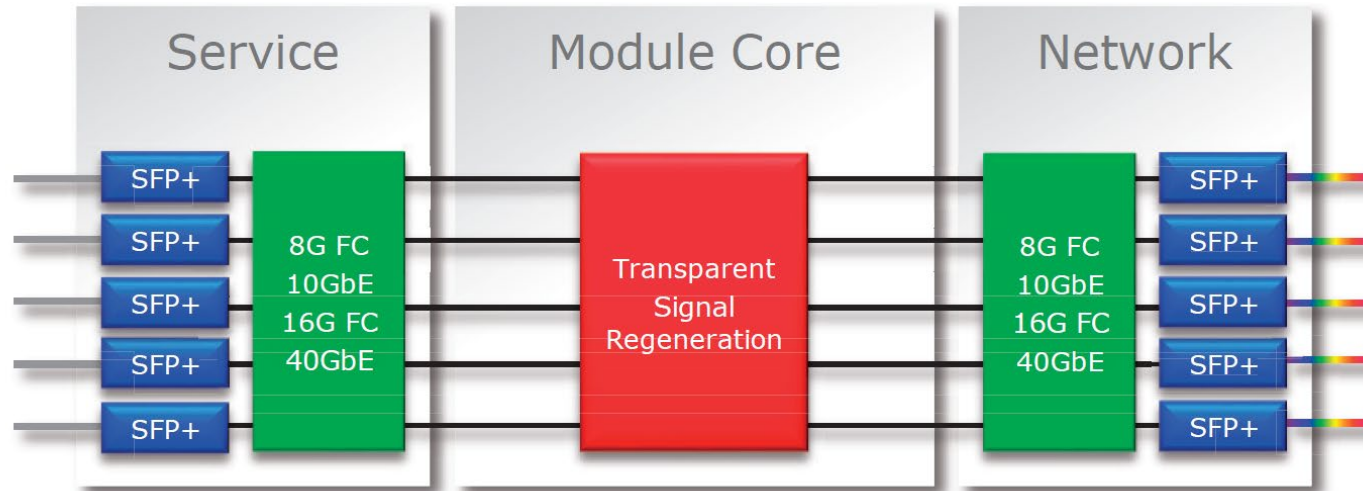 Service
Module Core
Network
SFP+
SFP+
SFP+
SFP+
SFP+
8G FC
10GbE
16G FC
40GbE
Transparent
Signal
Regeneration
8G FC
10GbE
16G FC
40GbE
SFP+
SFP+
SFP+
SFP+
SFP+